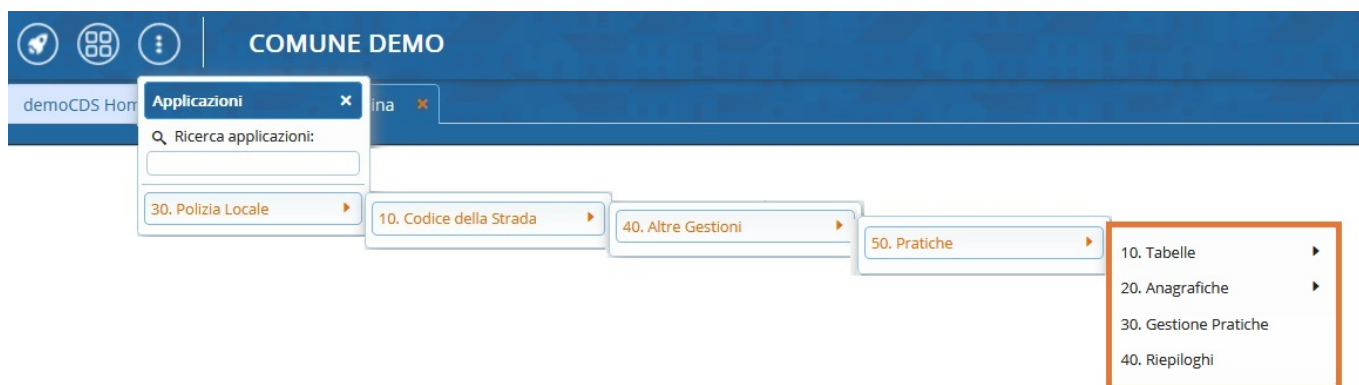 COMUNE DEMO
demoCDS Hom
ina ×
Applicazioni ×
Ricerca applicazioni:
30. Polizia Locale
10. Codice della Strada
40. Altre Gestioni
50. Pratiche
10. Tabelle
20. Anagrafiche
30. Gestione Pratiche
40. Riepiloghi